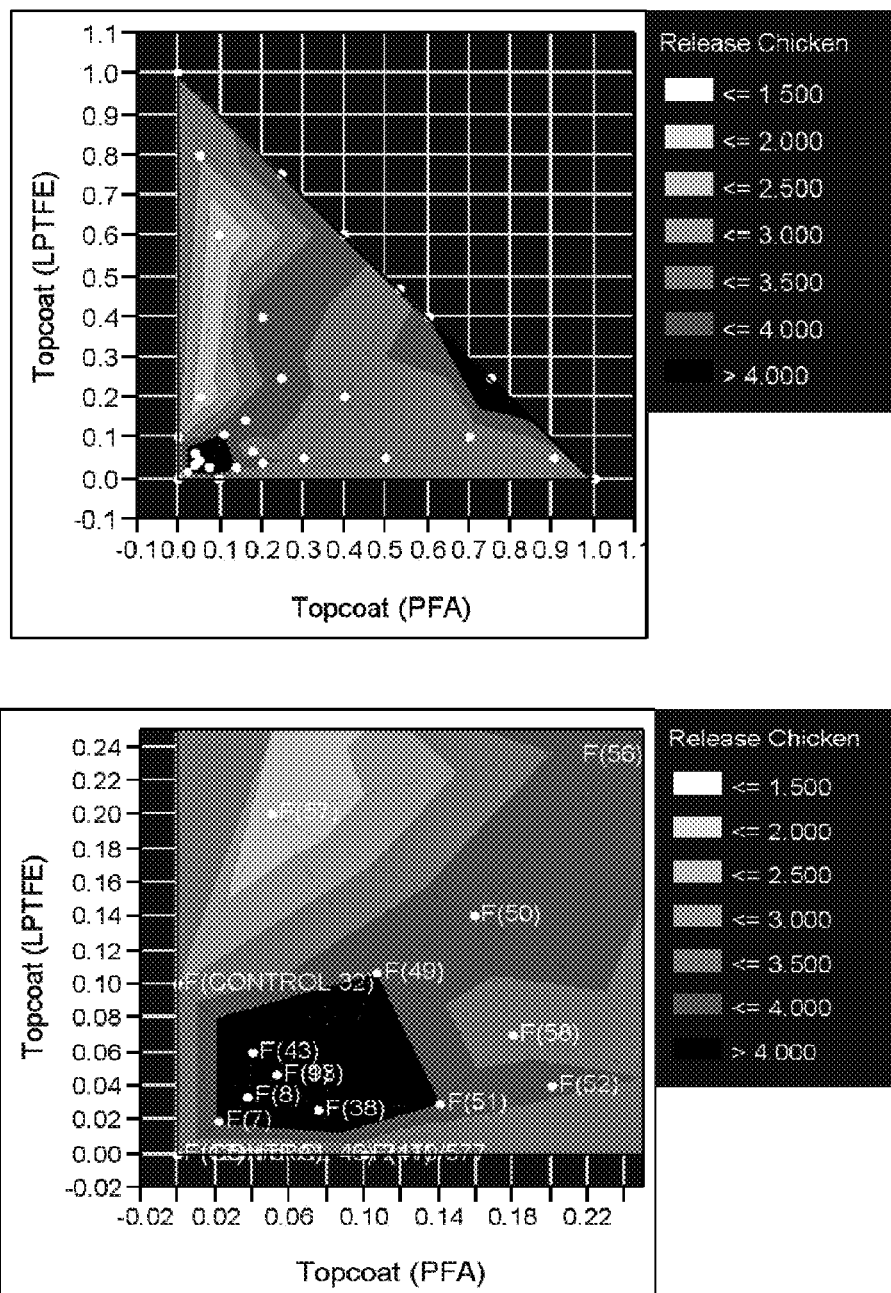 Release Chicken
<= 1.500
<= 2.000
<= 2.500
<= 3.000
<= 3.500
<= 4.000
> 4.000
1.1
1.0
0.9
0.8
0.7
0.6
0.5
0.4
0.3
0.2
0.1
0.0
-0.1
Topcoat (LPTFE)
-0.1 0.0 0.1 0.2 0.3 0.4 0.5 0.6 0.7 0.8 0.9 1.0 1.1
Topcoat (PFA)
Release Chicken
<= 1.500
<= 2.000
<= 2.500
<= 3.000
<= 3.500
<= 4.000
> 4.000
0.24
0.22
0.20
0.18
0.16
0.14
0.12
0.10
0.08
0.06
0.04
0.02
0.00
-0.02
Topcoat (LPTFE)
F(56)
F(50)
F(49)
F(CONTROL 32)
F(58)
F(43)
F(8)
F(52)
F(38)
F(51)
F(7)
-0.02 0.02 0.06 0.10 0.14 0.18 0.22
Topcoat (PFA)